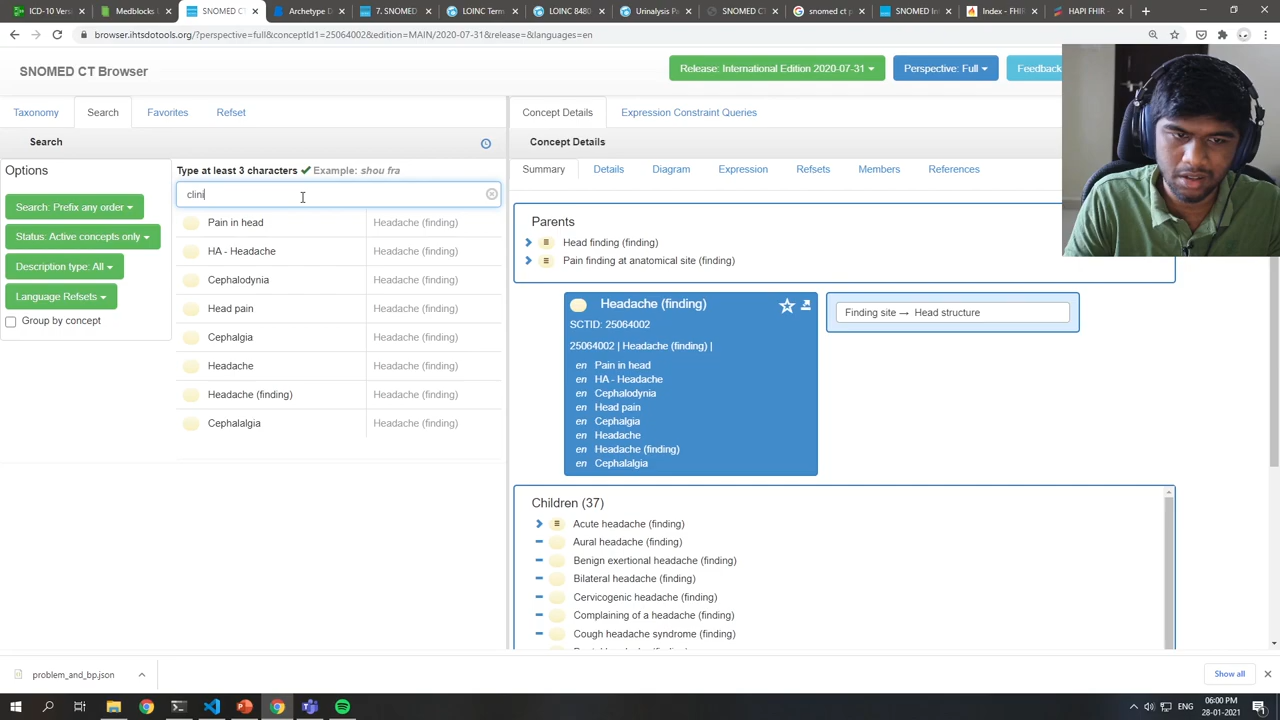 ICD-10 Versi
Medblocks U
SNOMED CT
Archetype D
7. SNOMED
LOINC Term
LOINC 8480
Urinalysis Pa
SNOMED CT
snomed ct p
SNOMED Int
Index - FHIR
HAPI FHIR –
browser.ihtsdotools.org/?perspective=full&conceptId1=25064002&edition=MAIN/2020-07-31&release=&languages=en
SNOMED CT Browser
Release: International Edition 2020-07-31
Perspective: Full
Feedback
Taxonomy
Search
Favorites
Refset
Search
Options
Search: Prefix any order
Status: Active concepts only
Description type: All
Language Refsets
Group by concept
Type at least 3 characters ✔ Example: shou fra
clini
Pain in head Headache (finding)
HA - Headache Headache (finding)
Cephalodynia Headache (finding)
Head pain Headache (finding)
Cephalgia Headache (finding)
Headache Headache (finding)
Headache (finding) Headache (finding)
Cephalalgia Headache (finding)
Concept Details
Expression Constraint Queries
Concept Details
Summary
Details
Diagram
Expression
Refsets
Members
References
Parents
Head finding (finding)
Pain finding at anatomical site (finding)
Headache (finding)
SCTID: 25064002
25064002 | Headache (finding) |
en Pain in head
en HA - Headache
en Cephalodynia
en Head pain
en Cephalgia
en Headache
en Headache (finding)
en Cephalalgia
Finding site → Head structure
Children (37)
Acute headache (finding)
Aural headache (finding)
Benign exertional headache (finding)
Bilateral headache (finding)
Cervicogenic headache (finding)
Complaining of a headache (finding)
Cough headache syndrome (finding)
problem_and_bp.json
Show all
ENG
06:00 PM
28-01-2021